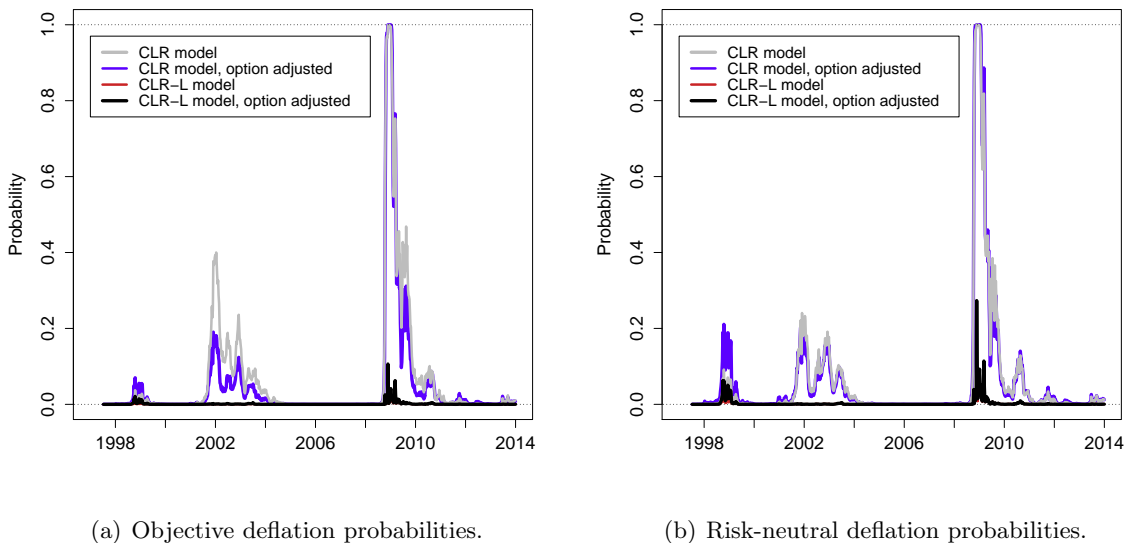 Probability
1.0
0.8
0.6
0.4
0.2
0.0
CLR model
CLR model, option adjusted
CLR−L model
CLR−L model, option adjusted
1998
2002
2006
2010
2014
(a) Objective deflation probabilities.
Probability
1.0
0.8
0.6
0.4
0.2
0.0
CLR model
CLR model, option adjusted
CLR−L model
CLR−L model, option adjusted
1998
2002
2006
2010
2014
(b) Risk-neutral deflation probabilities.